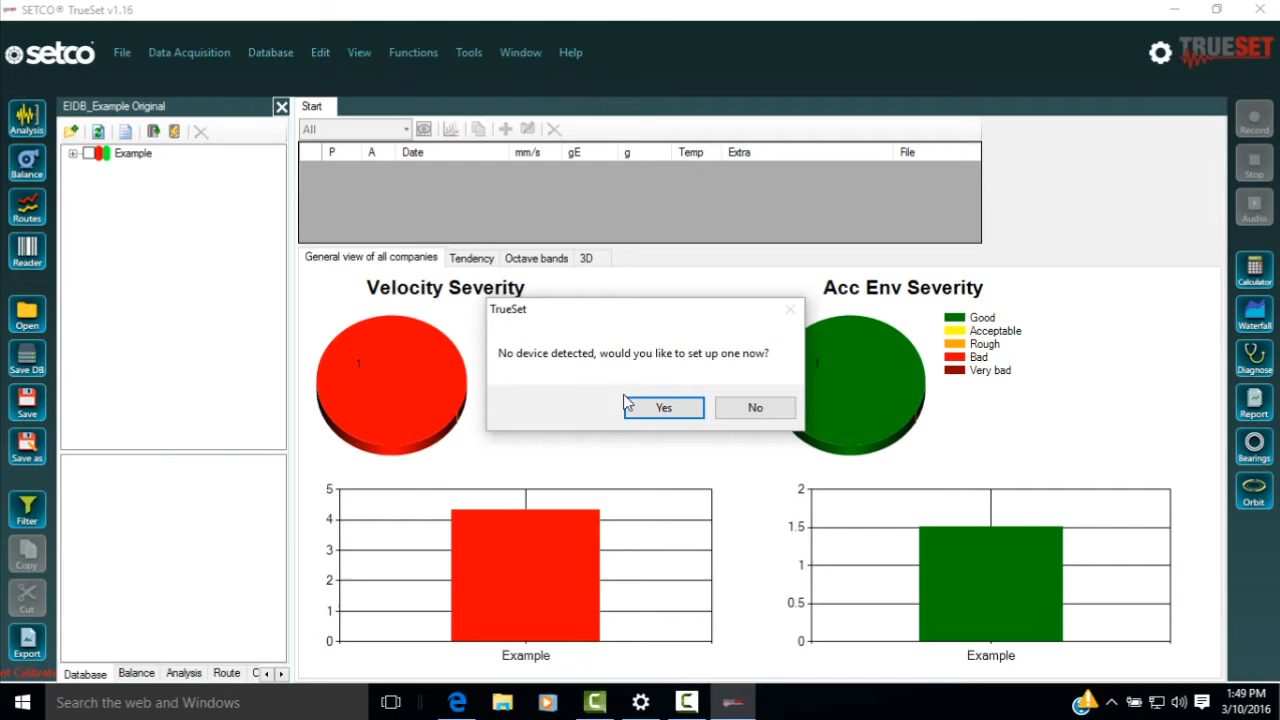 SETCO® TrueSet v1.16
setco
File
Data Acquisition
Database
Edit
View
Functions
Tools
Window
Help
TRUESET
EIDB_Example Original
Start
Analysis
Balance
Routes
Reader
Open
Save DB
Save
Save as
Filter
Copy
Cut
Export
Example
All
P
A
Date
mm/s
gE
g
Temp
Extra
File
General view of all companies
Tendency
Octave bands
3D
Velocity Severity
Acc Env Severity
1
1
Good
Acceptable
Rough
Bad
Very bad
TrueSet
No device detected, would you like to set up one now?
Yes
No
5
4
3
2
1
0
Example
2
1.5
1
0.5
0
Example
Record
Stop
Audio
Calculator
Waterfall
Diagnose
Report
Bearings
Orbit
Database
Balance
Analysis
Route
C
ot Calibrate
Search the web and Windows
1:49 PM
3/10/2016